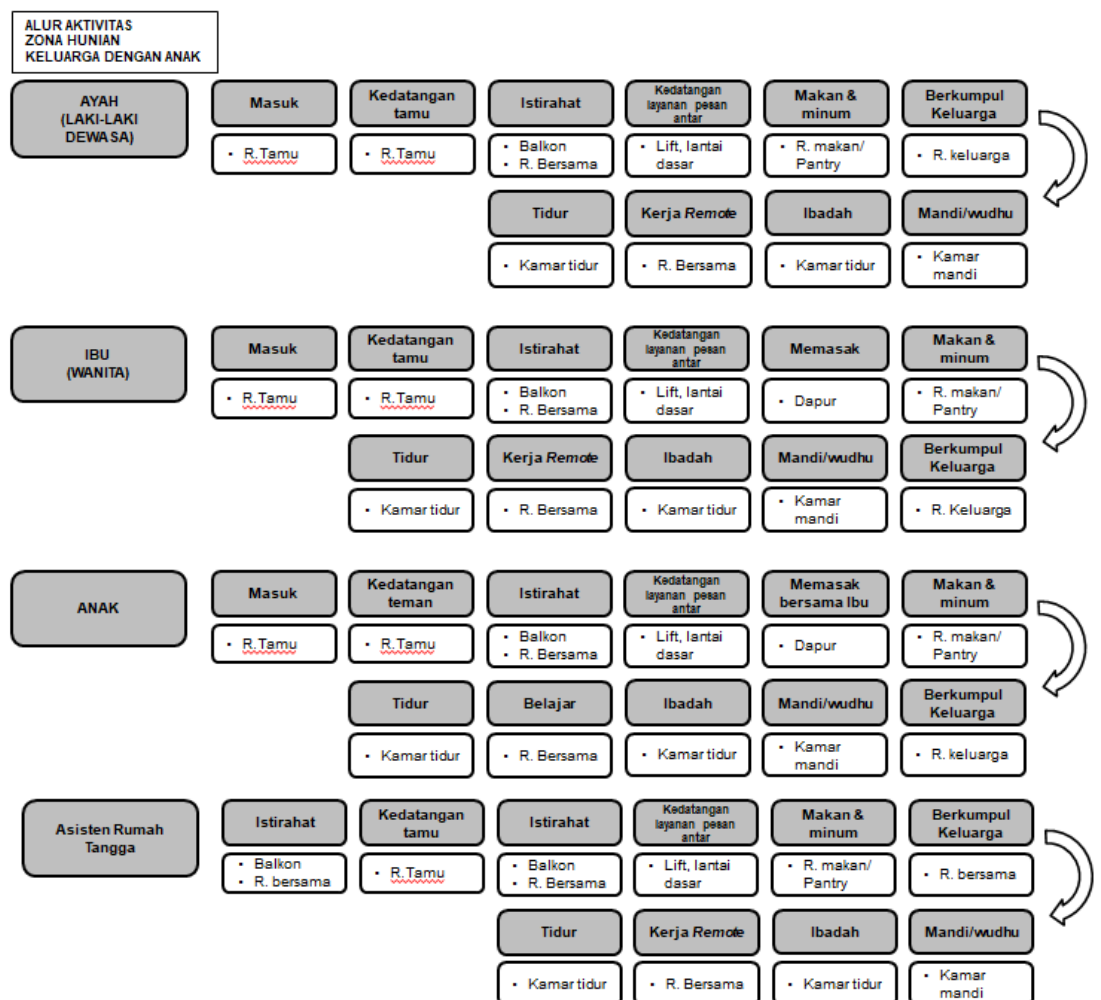 ALUR AKTIVITAS
ZONA HUNIAN
KELUARGA DENGAN ANAK
AYAH
(LAKI-LAKI
DEWASA)
Masuk
• R.Tamu
Kedatangan
tamu
• R.Tamu
Istirahat
• Balkon
• R. Bersama
Kedatangan
layanan pesan
antar
• Lift, lantai
dasar
Makan &
minum
• R. makan/
Pantry
Berkumpul
Keluarga
• R. keluarga
Tidur
• Kamar tidur
Kerja Remote
• R. Bersama
Ibadah
• Kamar tidur
Mandi/wudhu
• Kamar
mandi
IBU
(WANITA)
Masuk
• R.Tamu
Kedatangan
tamu
• R.Tamu
Istirahat
• Balkon
• R. Bersama
Kedatangan
layanan pesan
antar
• Lift, lantai
dasar
Memasak
• Dapur
Makan &
minum
• R. makan/
Pantry
Tidur
• Kamar tidur
Kerja Remote
• R. Bersama
Ibadah
• Kamar tidur
Mandi/wudhu
• Kamar
mandi
Berkumpul
Keluarga
• R. Keluarga
ANAK
Masuk
• R.Tamu
Kedatangan
teman
• R.Tamu
Istirahat
• Balkon
• R. Bersama
Kedatangan
layanan pesan
antar
• Lift, lantai
dasar
Memasak
bersama Ibu
• Dapur
Makan &
minum
• R. makan/
Pantry
Tidur
• Kamar tidur
Belajar
• R. Bersama
Ibadah
• Kamar tidur
Mandi/wudhu
• Kamar
mandi
Berkumpul
Keluarga
• R. keluarga
Asisten Rumah
Tangga
Istirahat
• Balkon
• R. bersama
Kedatangan
tamu
• R.Tamu
Istirahat
• Balkon
• R. Bersama
Kedatangan
layanan pesan
antar
• Lift, lantai
dasar
Makan &
minum
• R. makan/
Pantry
Berkumpul
Keluarga
• R. bersama
Tidur
• Kamar tidur
Kerja Remote
• R. Bersama
Ibadah
• Kamar tidur
Mandi/wudhu
• Kamar
mandi